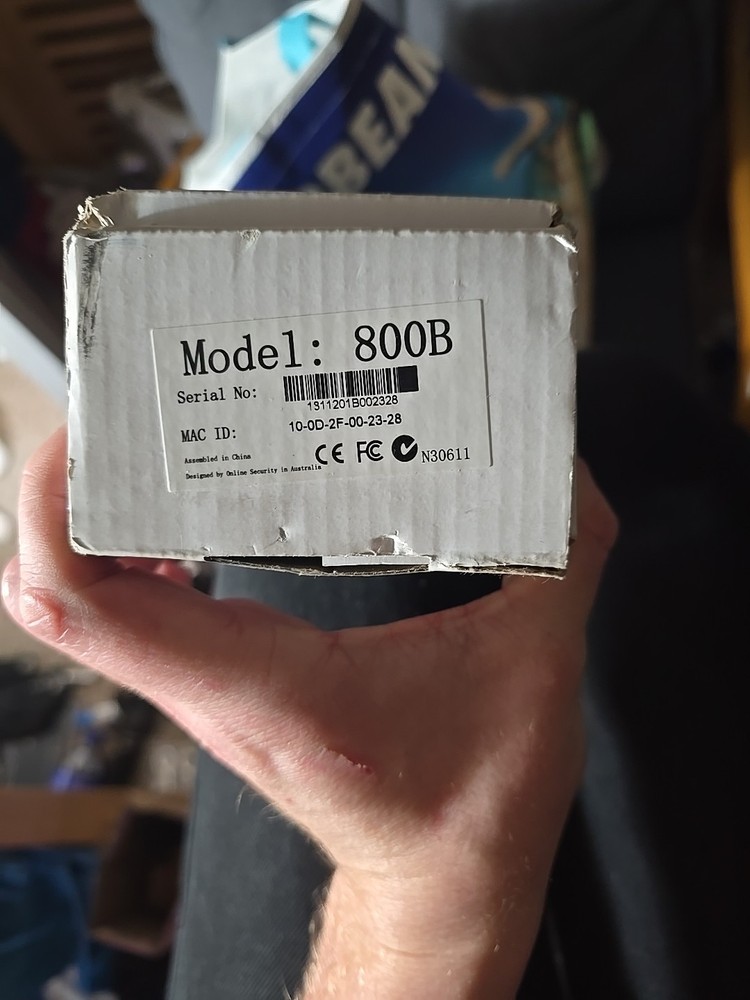 BEAN
Model: 800B
Serial No:
1311201B002328
MAC ID: 10-0D-2F-00-23-28
Assembled in China
Designed by Online Security in Australia
CE FC N30611